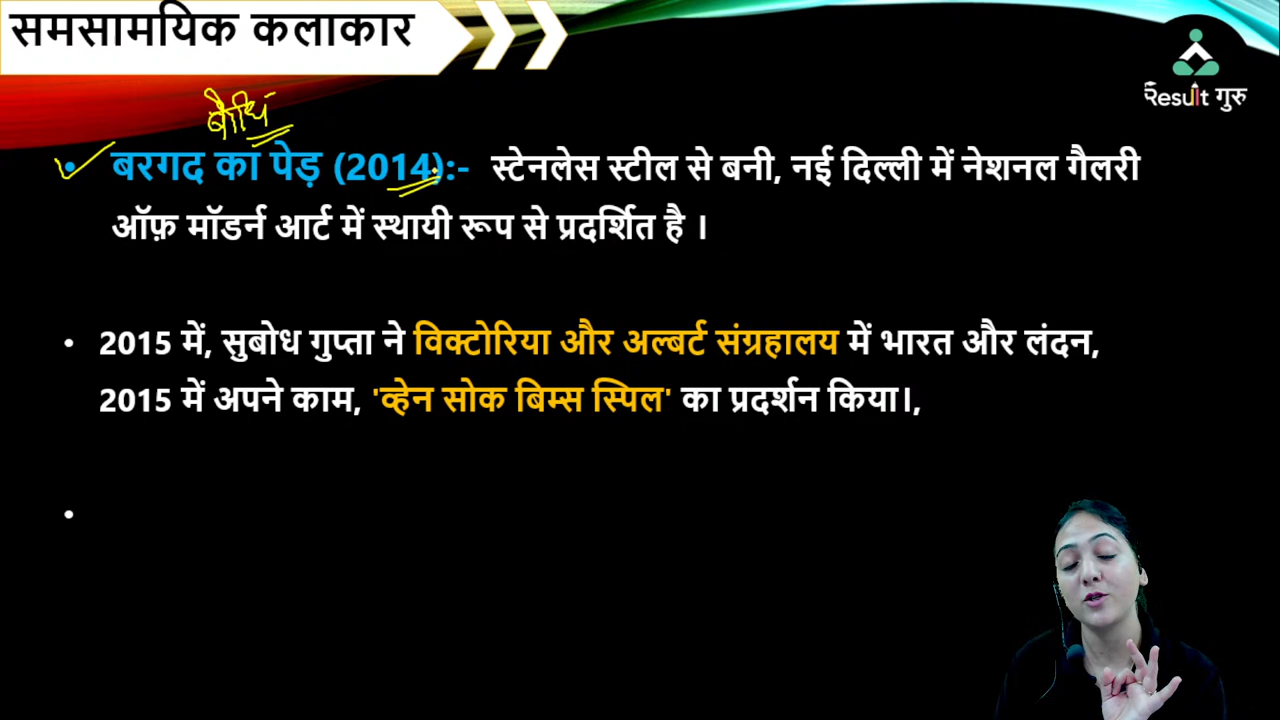 समसामयिक कलाकार
Result गुरु
बोधि
• बरगद का पेड़ (2014):- स्टेनलेस स्टील से बनी, नई दिल्ली में नेशनल गैलरी
ऑफ़ मॉडर्न आर्ट में स्थायी रूप से प्रदर्शित है ।
• 2015 में, सुबोध गुप्ता ने विक्टोरिया और अल्बर्ट संग्रहालय में भारत और लंदन,
2015 में अपने काम, 'व्हेन सोक बिम्स स्पिल' का प्रदर्शन किया।,
•